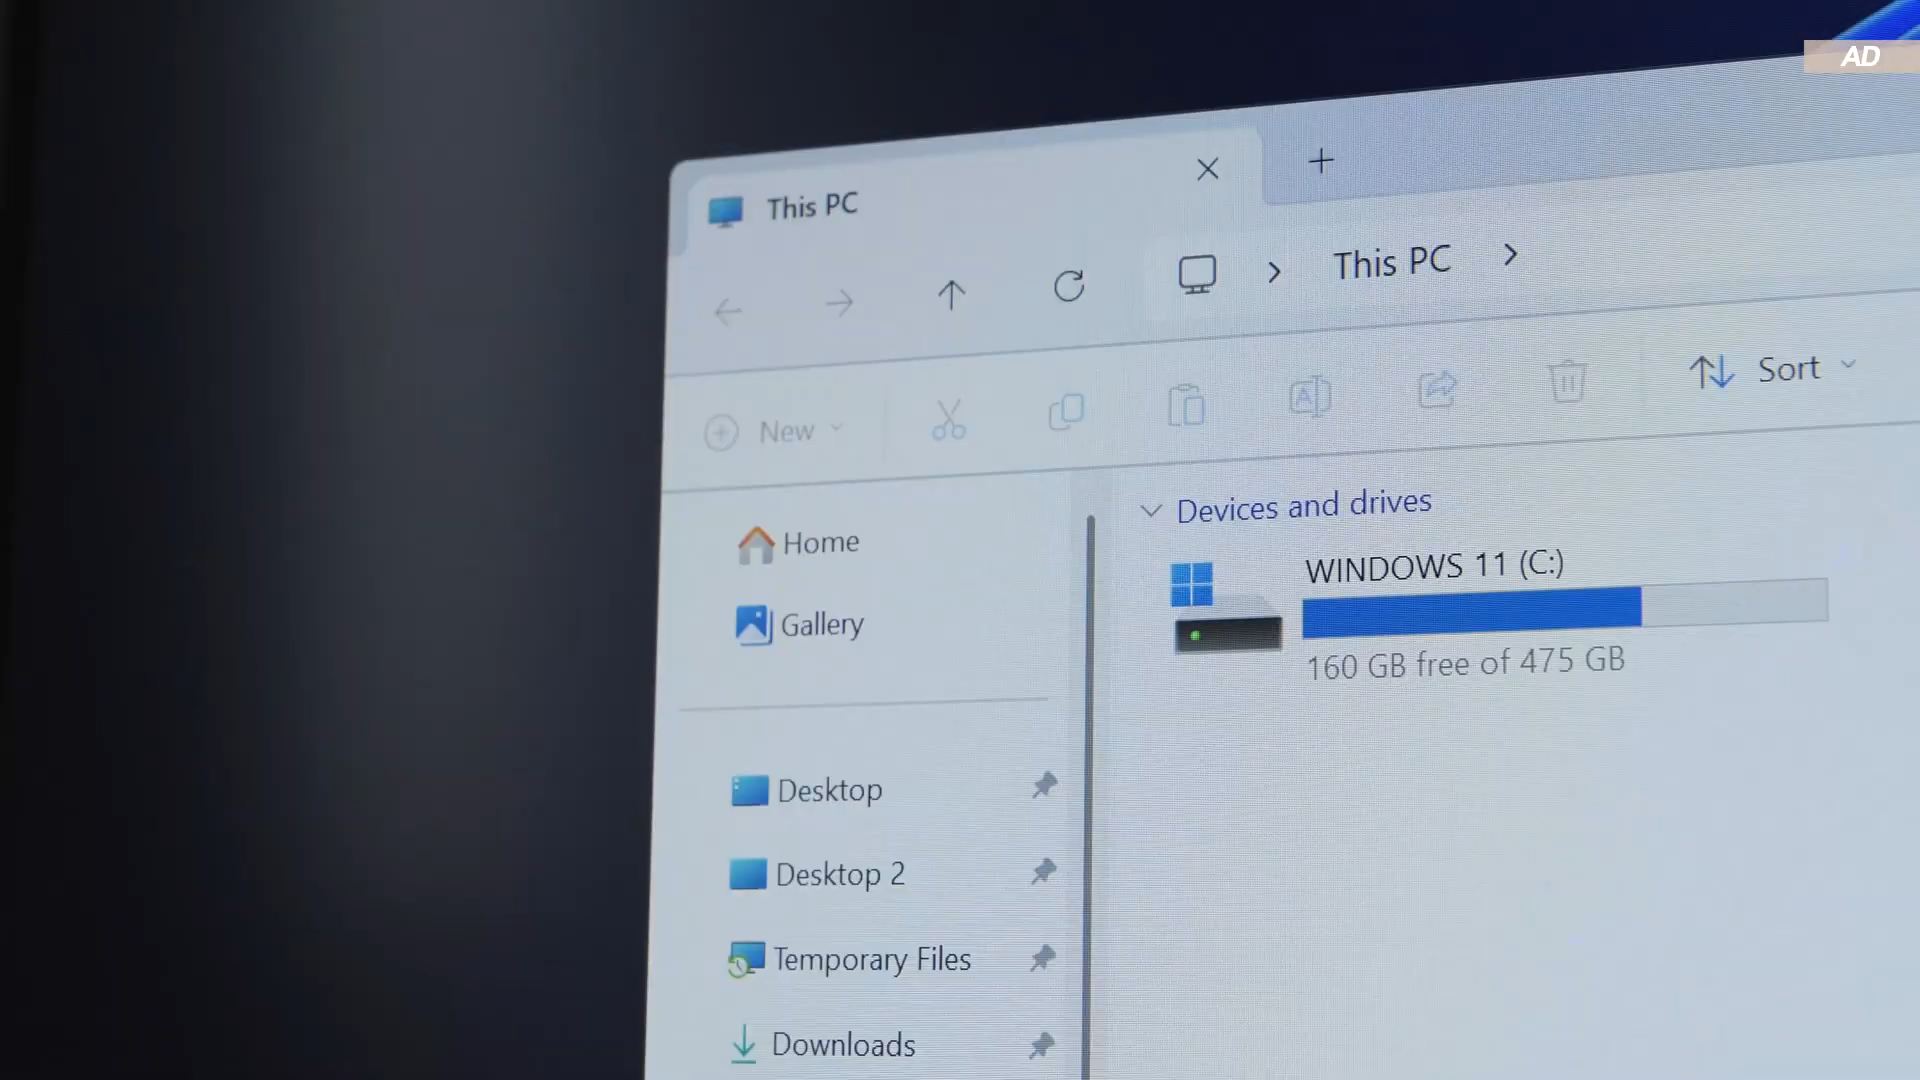 AD
This PC
This PC
New
Sort
Home
Gallery
Desktop
Desktop 2
Temporary Files
Downloads
Devices and drives
WINDOWS 11 (C:)
160 GB free of 475 GB